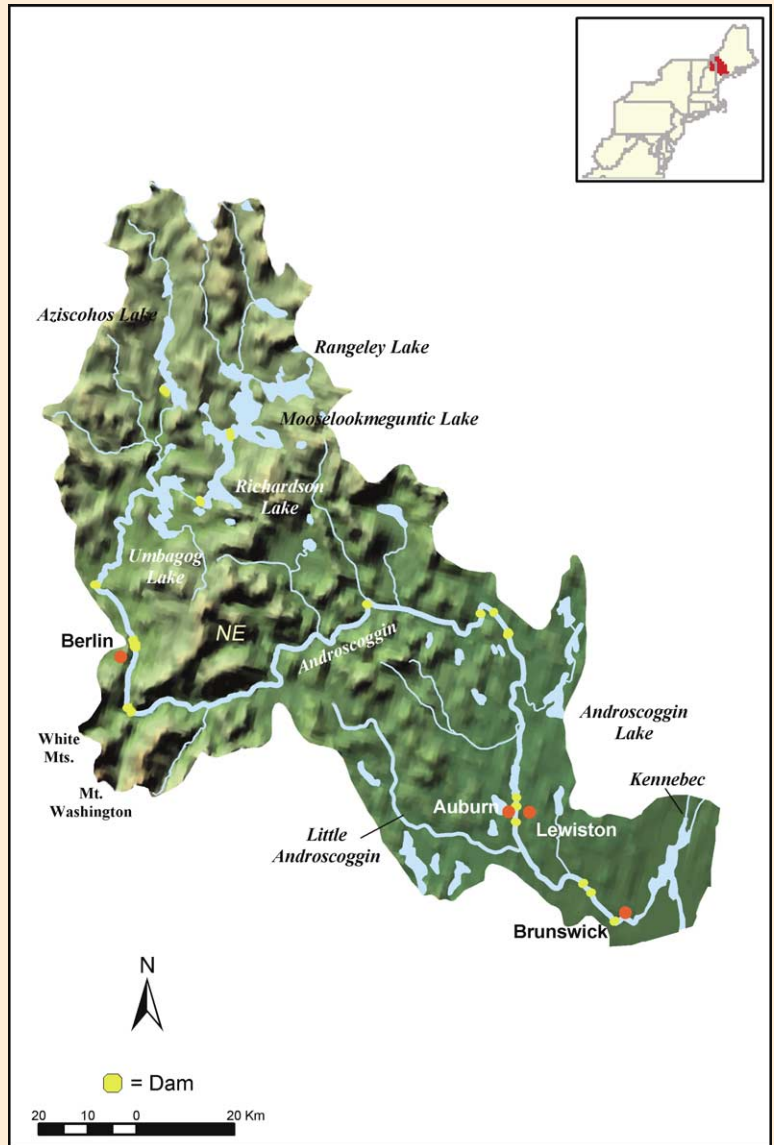 Aziscohos Lake
Rangeley Lake
Mooselookmeguntic Lake
Richardson
Lake
Umbagog
Lake
Berlin
NE
Androscoggin
White
Mts.
Mt.
Washington
Androscoggin
Lake
Kennebec
Auburn
Lewiston
Little
Androscoggin
Brunswick
N
= Dam
20 10 0 20 Km